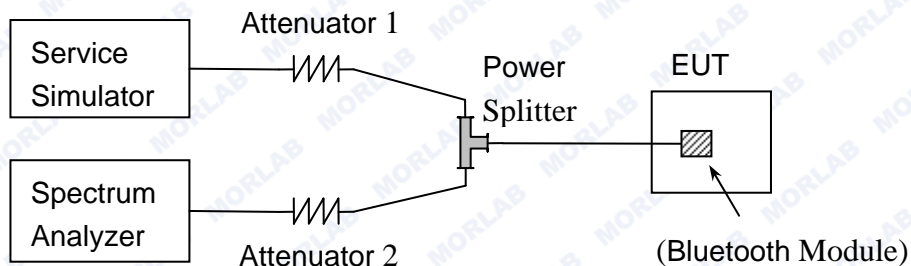 Attenuator 1
Service
Simulator
Power
Splitter
EUT
Spectrum
Analyzer
Attenuator 2
(Bluetooth Module)
MORLAB